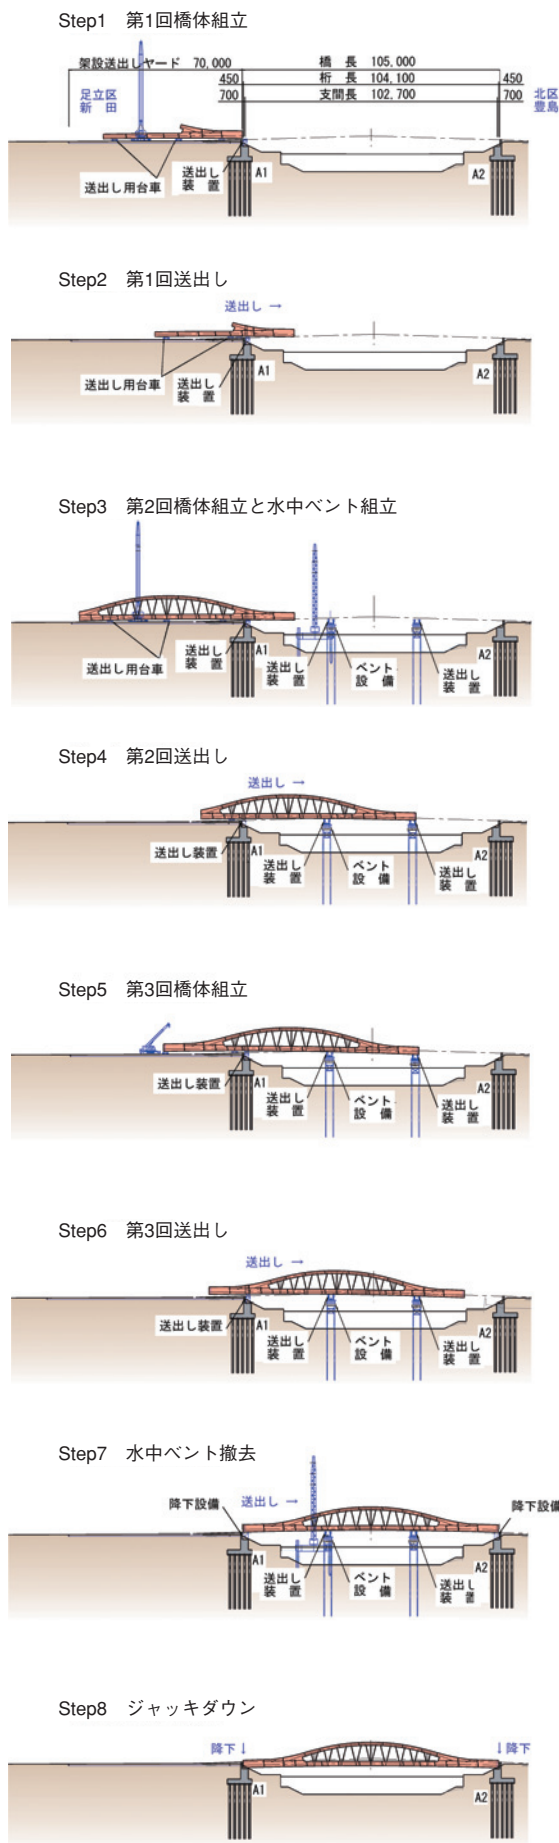 Step1 第1回橋体組立
架設送出しヤード 70,000
橋 長 105,000
450 桁 長 104,100 450
700 支間長 102,700 700
足立区
新 田
北区
豊島
送出し用台車
送出し
装 置
A1
A2
Step2 第1回送出し
送出し →
送出し用台車
送出し
装 置
A1
A2
Step3 第2回橋体組立と水中ベント組立
送出し用台車
送出し
装 置
A1
送出し
装 置
ベント
設 備
送出し
装 置
A2
Step4 第2回送出し
送出し →
送出し装置
A1
送出し
装 置
ベント
設 備
送出し
装 置
A2
Step5 第3回橋体組立
送出し装置
A1
送出し
装 置
ベント
設 備
送出し
装 置
A2
Step6 第3回送出し
送出し →
送出し装置
A1
送出し
装 置
ベント
設 備
送出し
装 置
A2
Step7 水中ベント撤去
降下設備
送出し →
降下設備
A1
送出し
装 置
ベント
設 備
送出し
装 置
A2
Step8 ジャッキダウン
降下↓
↓降下
A1
A2